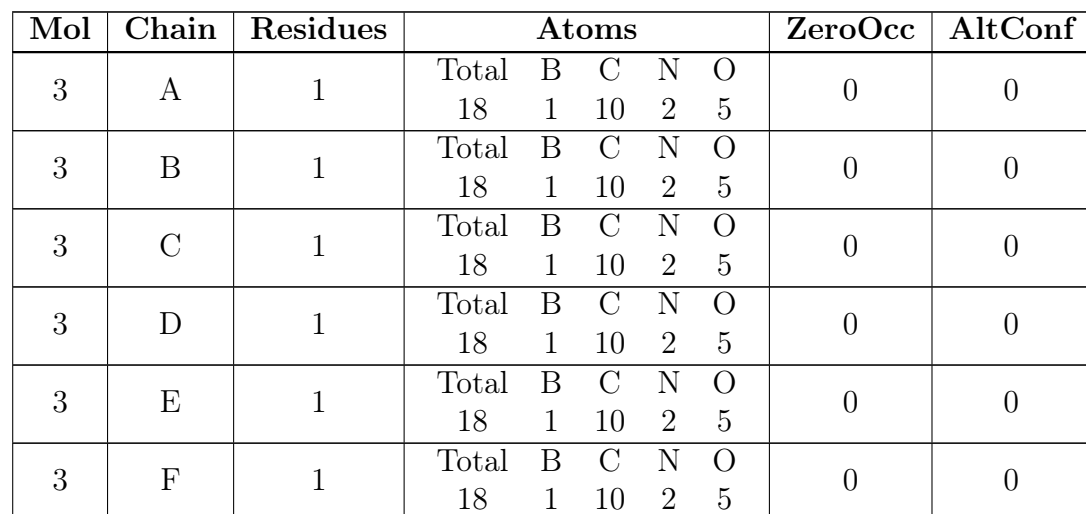 Mol Chain Residues Atoms ZeroOcc AltConf
3 A 1 Total B C N O 0 0
18 1 10 2 5
3 B 1 Total B C N O 0 0
18 1 10 2 5
3 C 1 Total B C N O 0 0
18 1 10 2 5
3 D 1 Total B C N O 0 0
18 1 10 2 5
3 E 1 Total B C N O 0 0
18 1 10 2 5
3 F 1 Total B C N O 0 0
18 1 10 2 5